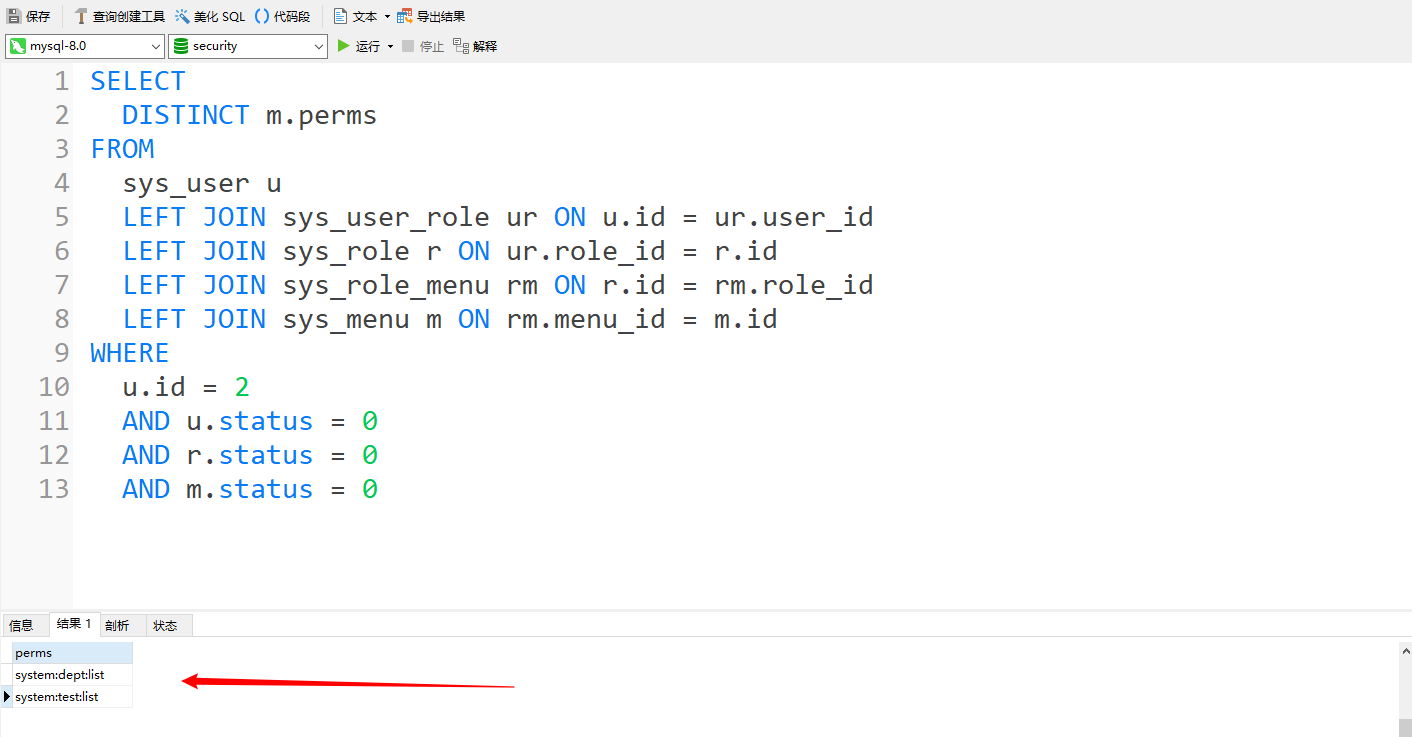 保存 查询创建工具 美化 SQL 代码段 文本 导出结果
mysql-8.0 security 运行 停止 解释
1 SELECT
2 DISTINCT m.perms
3 FROM
4 sys_user u
5 LEFT JOIN sys_user_role ur ON u.id = ur.user_id
6 LEFT JOIN sys_role r ON ur.role_id = r.id
7 LEFT JOIN sys_role_menu rm ON r.id = rm.role_id
8 LEFT JOIN sys_menu m ON rm.menu_id = m.id
9 WHERE
10 u.id = 2
11 AND u.status = 0
12 AND r.status = 0
13 AND m.status = 0
信息 结果 1 剖析 状态
perms
system:dept:list
system:test:list